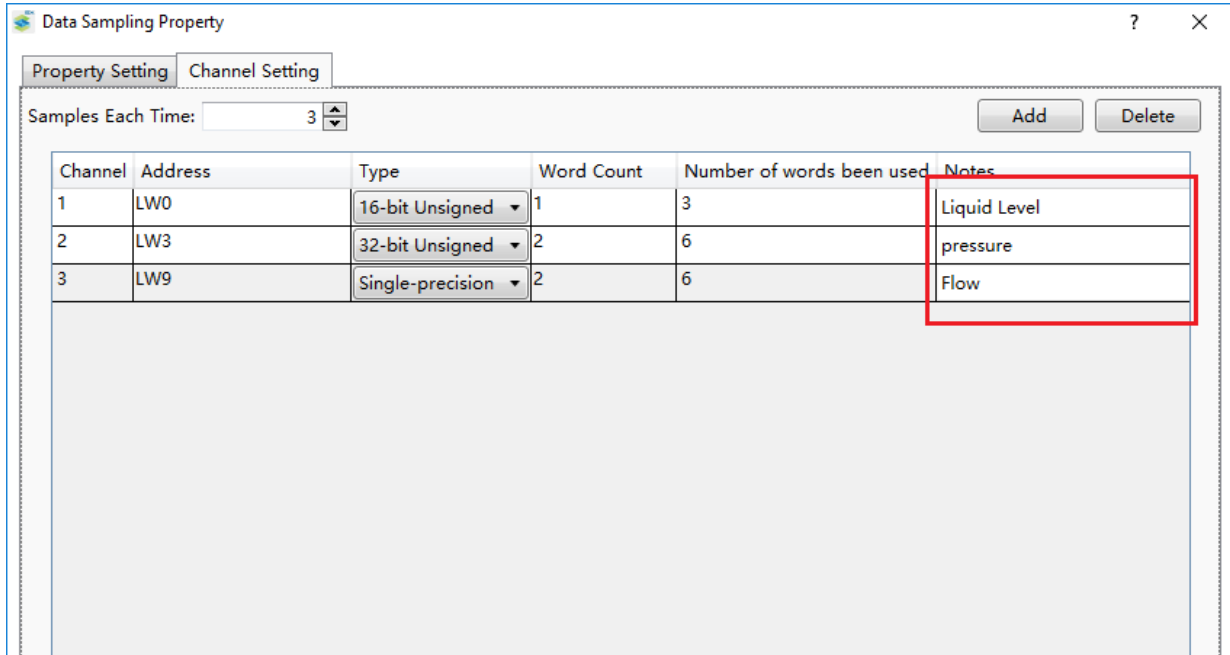 Data Sampling Property ? ×
Property Setting Channel Setting
Samples Each Time: 3 Add Delete
Channel Address Type Word Count Number of words been used Notes
1 LW0 16-bit Unsigned 1 3 Liquid Level
2 LW3 32-bit Unsigned 2 6 pressure
3 LW9 Single-precision 2 6 Flow